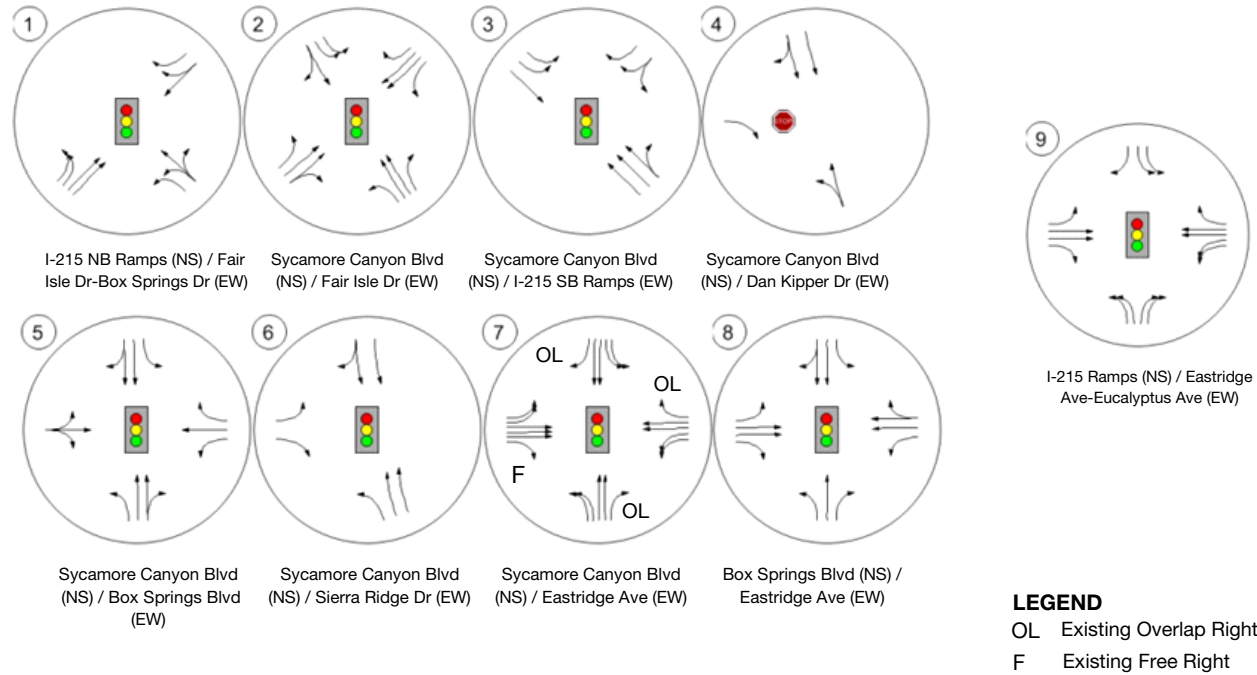 1
2
3
4
I-215 NB Ramps (NS) / Fair
Isle Dr-Box Springs Dr (EW)
Sycamore Canyon Blvd
(NS) / Fair Isle Dr (EW)
Sycamore Canyon Blvd
(NS) / I-215 SB Ramps (EW)
STOP
Sycamore Canyon Blvd
(NS) / Dan Kipper Dr (EW)
9
I-215 Ramps (NS) / Eastridge
Ave-Eucalyptus Ave (EW)
5
6
7
8
OL
OL
F
OL
Sycamore Canyon Blvd
(NS) / Box Springs Blvd
(EW)
Sycamore Canyon Blvd
(NS) / Sierra Ridge Dr (EW)
Sycamore Canyon Blvd
(NS) / Eastridge Ave (EW)
Box Springs Blvd (NS) /
Eastridge Ave (EW)
LEGEND
OL Existing Overlap Right
F Existing Free Right